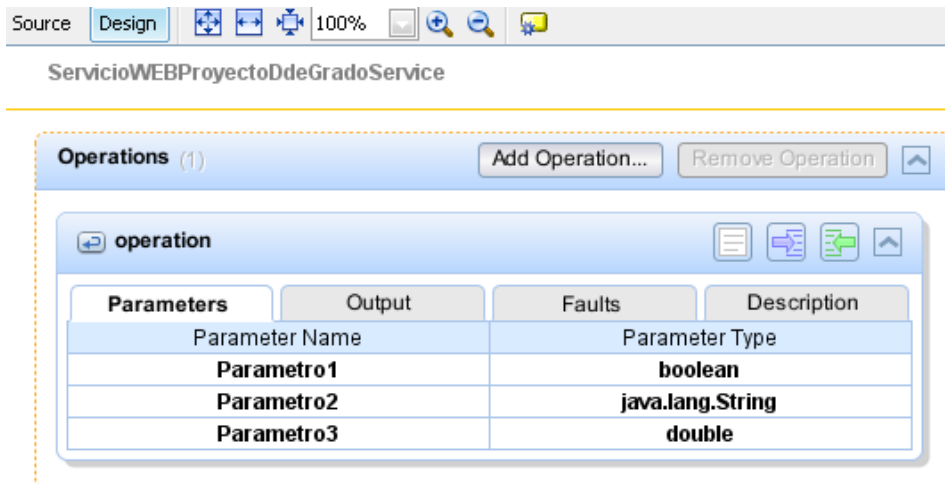 Source Design 100%
ServicioWEBProyectoDdeGradoService
Operations (1) Add Operation... Remove Operation
operation
Parameters Output Faults Description
Parameter Name Parameter Type
Parametro1 boolean
Parametro2 java.lang.String
Parametro3 double